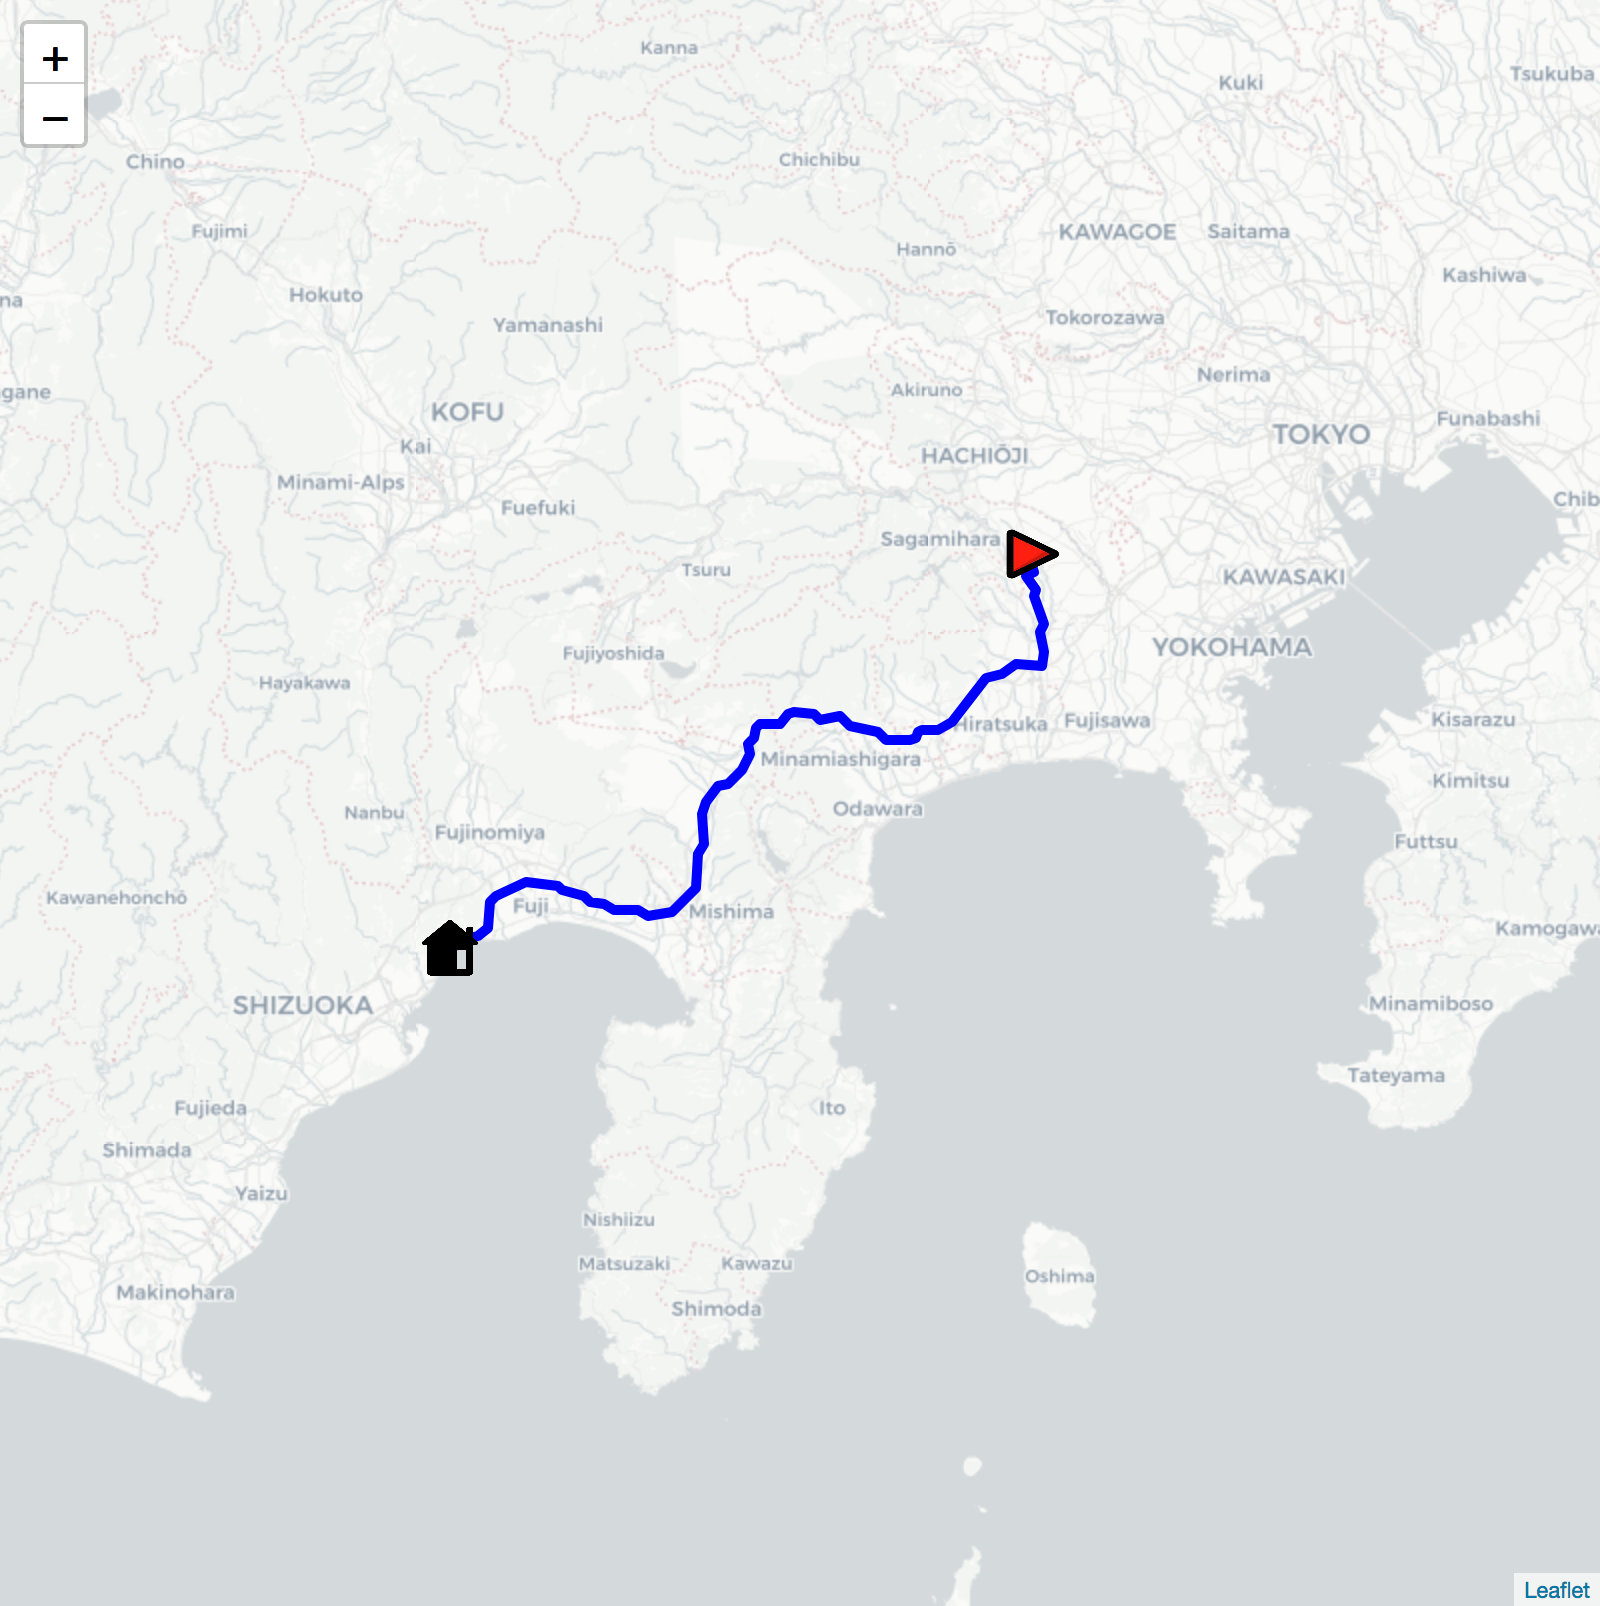 +
−
Kanna
Kuki
Tsukuba
Chino
Chichibu
Fujimi
KAWAGOE
Saitama
Hannō
Kashiwa
Hokuto
na
Yamanashi
Tokorozawa
Nerima
gane
Akiruno
KOFU
Funabashi
TOKYO
Kai
HACHIŌJI
Minami-Alps
Fuefuki
Chib
Sagamihara
Tsuru
KAWASAKI
YOKOHAMA
Fujiyoshida
Hayakawa
Hiratsuka
Fujisawa
Kisarazu
Minamiashigara
Kimitsu
Nanbu
Odawara
Fujinomiya
Futtsu
Kawanehonchō
Fuji
Mishima
Kamogawa
SHIZUOKA
Minamiboso
Tateyama
Fujieda
Ito
Shimada
Yaizu
Nishiizu
Matsuzaki
Kawazu
Oshima
Makinohara
Shimoda
Leaflet